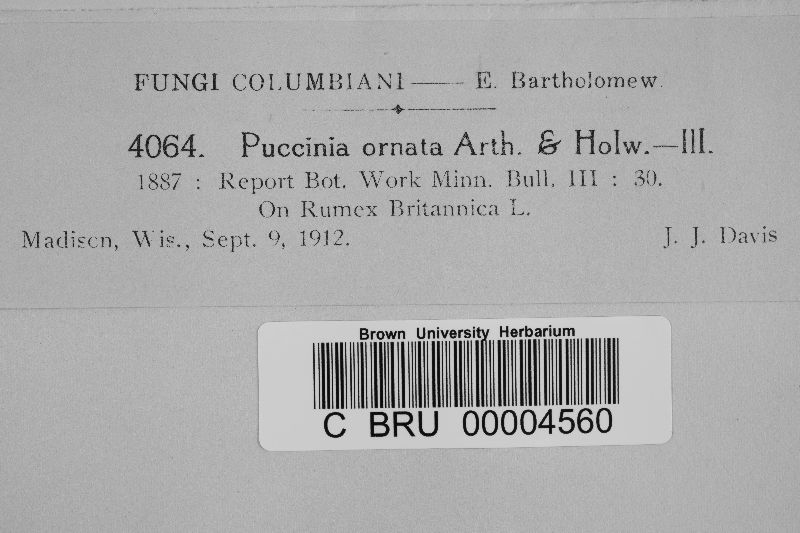 FUNGI COLUMBIANI—— E. Bartholomew.
4064. Puccinia ornata Arth. & Holw.—III.
1887 : Report Bot. Work Minn. Bull. III : 30.
On Rumex Britannica L.
Madison, Wis., Sept. 9, 1912. J. J. Davis
Brown University Herbarium
C BRU 00004560